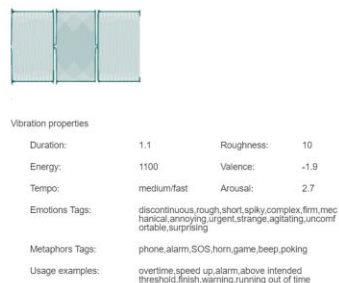 Vibration properties
Duration: 1.1 Roughness: 10
Energy: 1100 Valence: -1.9
Tempo: medium/fast Arousal: 2.7
Emotions Tags: discontinuous,rough,short,spiky,complex,firm,mec
hanical,annoying,urgent,strange,agitating,uncomf
ortable,surprising
Metaphors Tags: phone,alarm,SOS,horn,game,beep,poking
Usage examples: overtime,speed up,alarm,above intended
threshold,finish,warning,running out of time